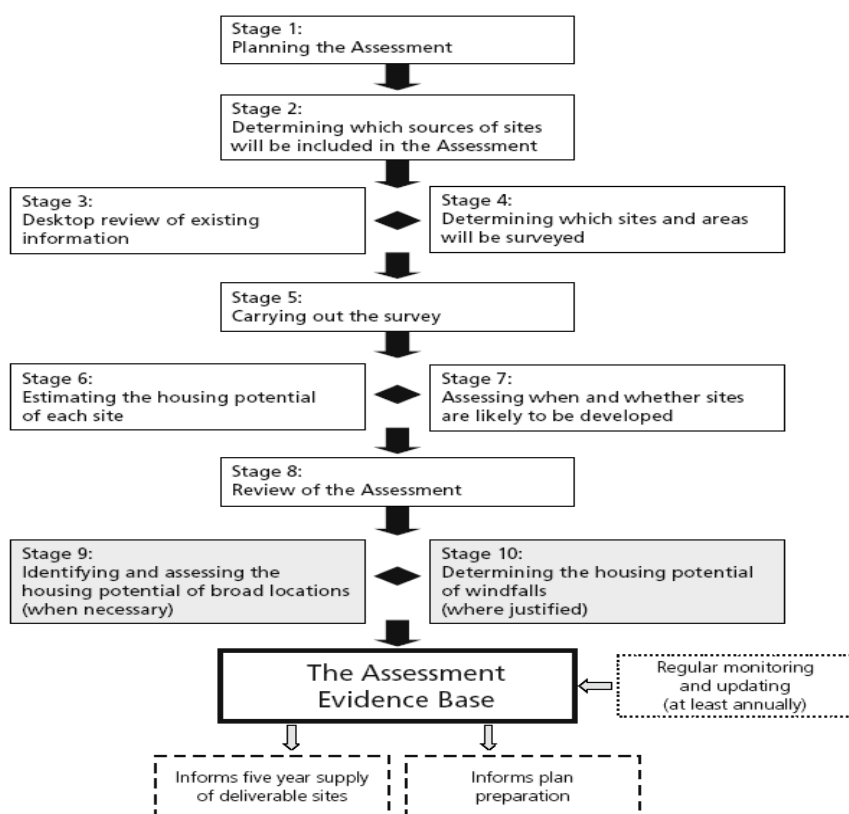 Stage 1:
Planning the Assessment
Stage 2:
Determining which sources of sites
will be included in the Assessment
Stage 3:
Desktop review of existing
information
Stage 4:
Determining which sites and areas
will be surveyed
Stage 5:
Carrying out the survey
Stage 6:
Estimating the housing potential
of each site
Stage 7:
Assessing when and whether sites
are likely to be developed
Stage 8:
Review of the Assessment
Stage 9:
Identifying and assessing the
housing potential of broad locations
(when necessary)
Stage 10:
Determining the housing potential
of windfalls
(where justified)
The Assessment
Evidence Base
Regular monitoring
and updating
(at least annually)
Informs five year supply
of deliverable sites
Informs plan
preparation